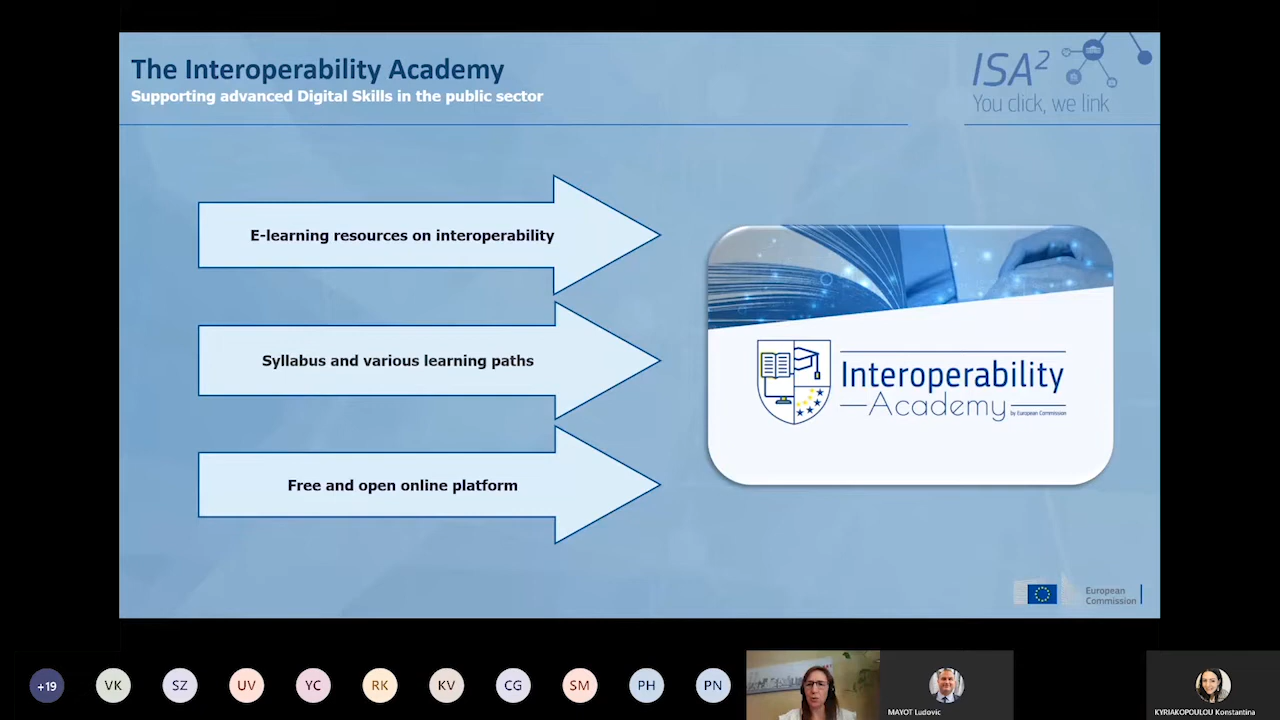 The Interoperability Academy
Supporting advanced Digital Skills in the public sector
ISA²
You click, we link
E-learning resources on interoperability
Syllabus and various learning paths
Free and open online platform
Interoperability
Academy
by European Commission
European
Commission
+19
VK
SZ
UV
YC
RK
KV
CG
SM
PH
PN
MAYOT Ludovic
KYRIAKOPOULOU Konstantina